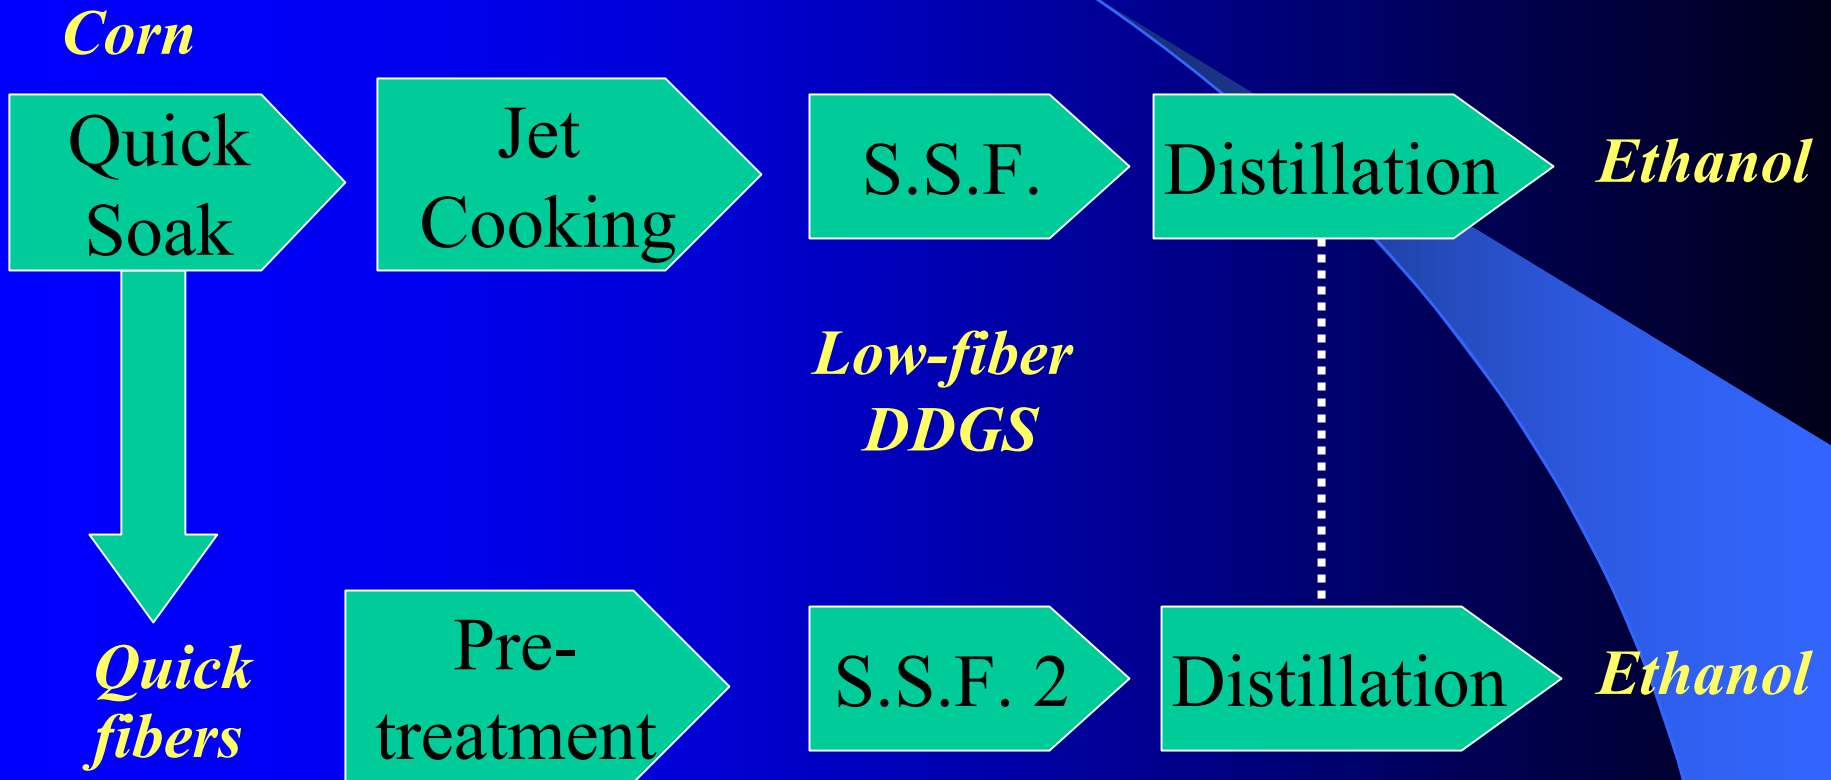 Corn
Quick
Soak
Jet
Cooking
S.S.F.
Distillation
Ethanol
Low-fiber
DDGS
Quick
fibers
Pre-
treatment
S.S.F. 2
Distillation
Ethanol